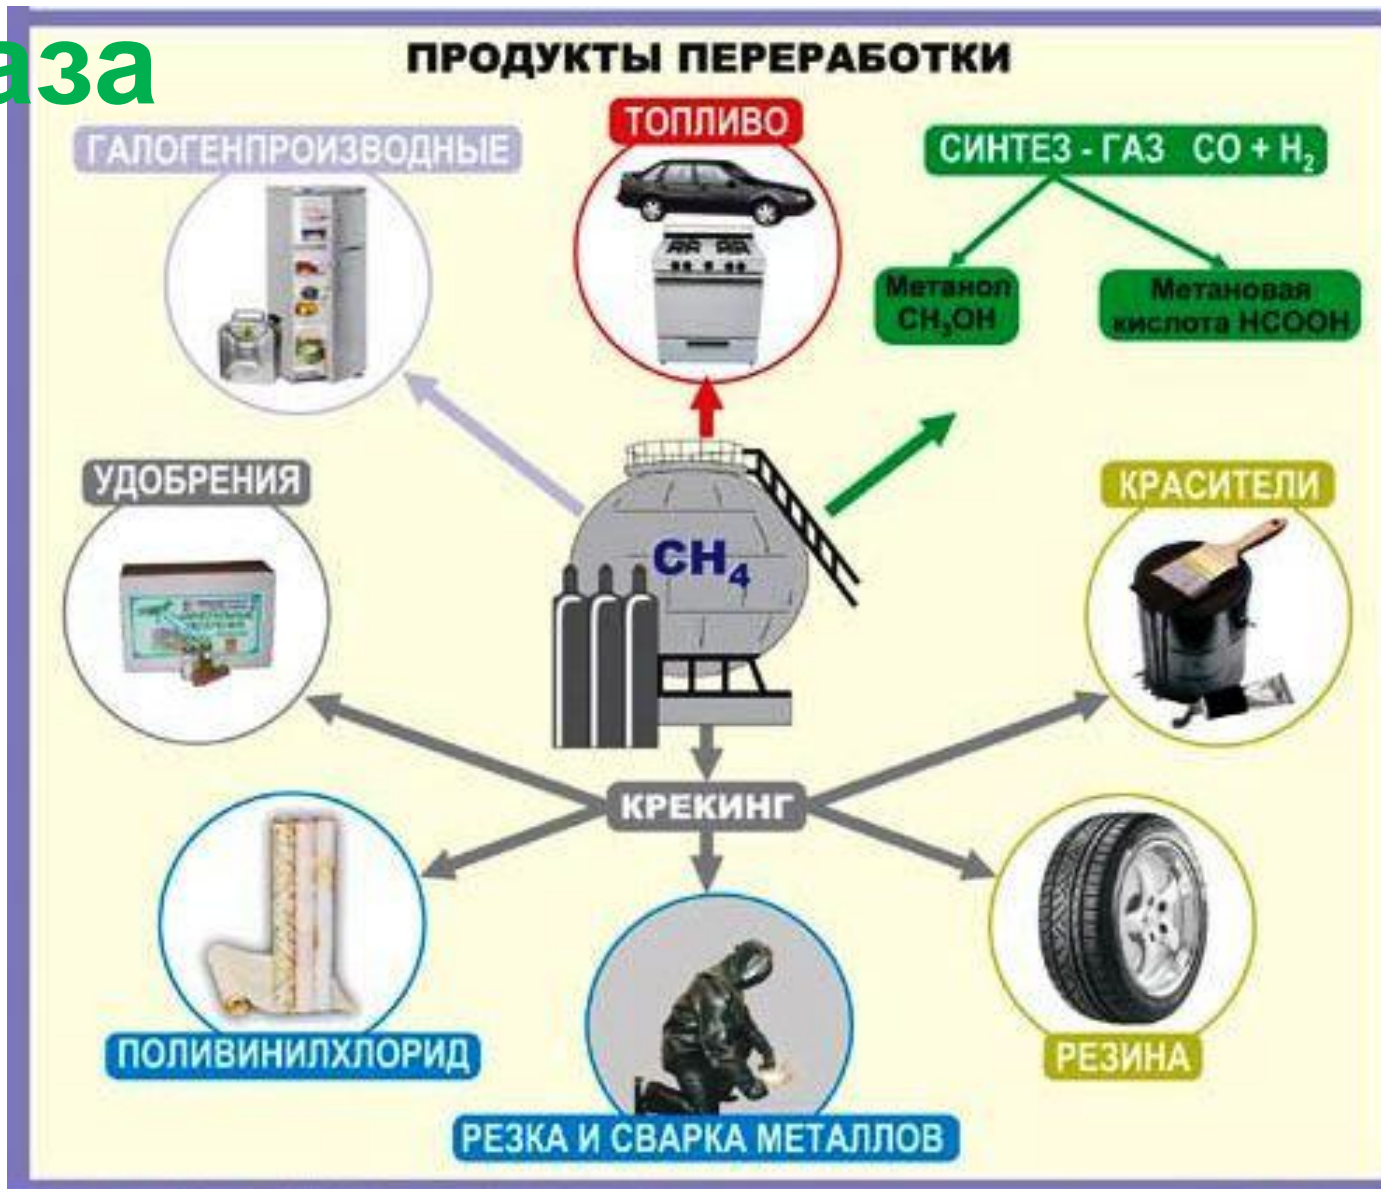 аза
ПРОДУКТЫ ПЕРЕРАБОТКИ
ГАЛОГЕНПРОИЗВОДНЫЕ
ТОПЛИВО
СИНТЕЗ - ГАЗ CO + H₂
Метанол
CH₃OH
Метановая
кислота HCOOH
УДОБРЕНИЯ
КРАСИТЕЛИ
CH₄
КРЕКИНГ
ПОЛИВИНИЛХЛОРИД
РЕЗИНА
РЕЗКА И СВАРКА МЕТАЛЛОВ